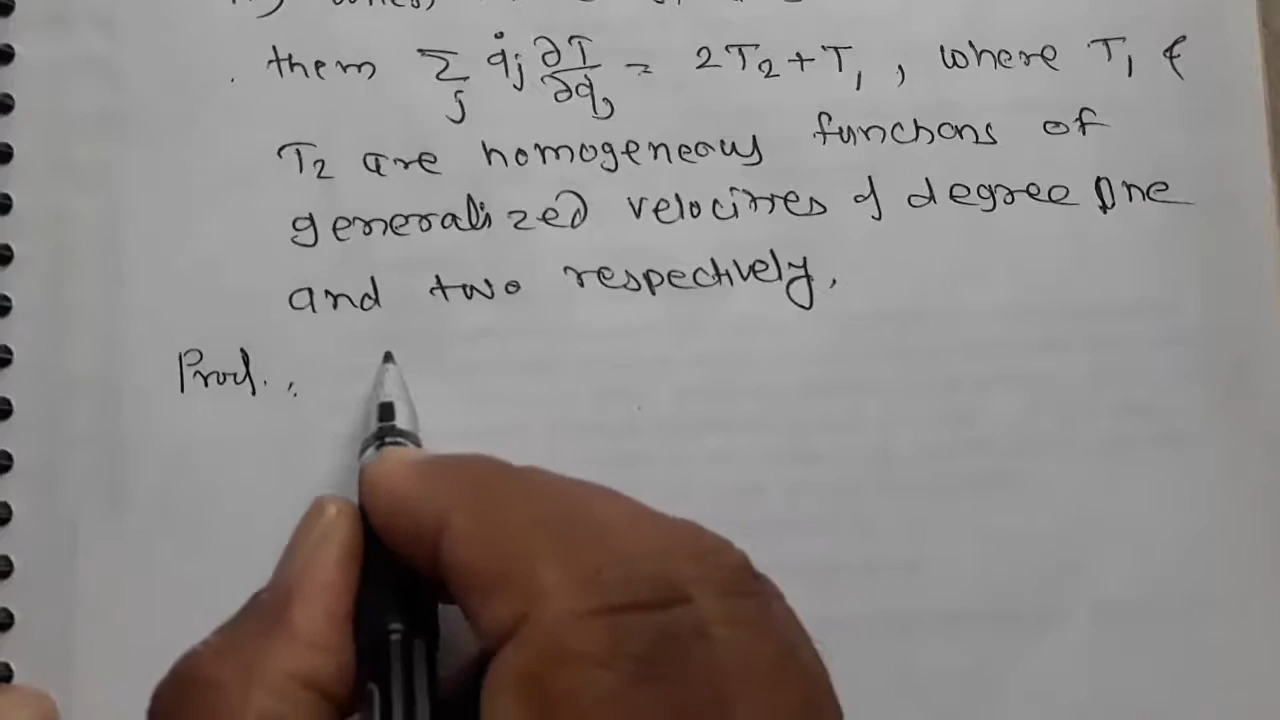 them Σ_j q̇_j ∂T/∂q̇_j = 2T₂ + T₁, where T₁ &
T₂ are homogeneous functions of
generalized velocities of degree One
and two respectively.
Proof.,